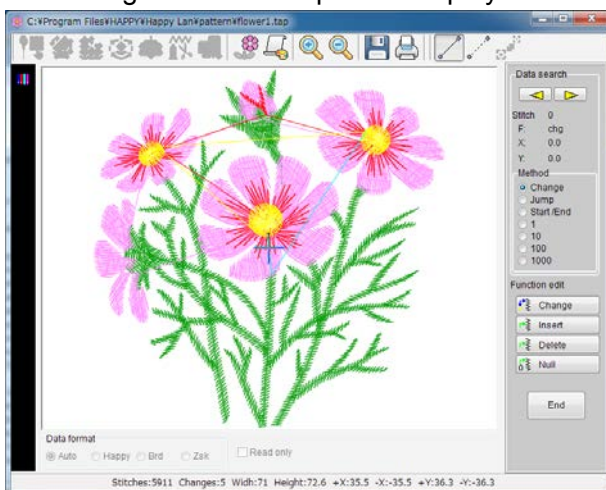 C:¥Program Files¥HAPPY¥Happy Lan¥pattern¥flower1.tap
Data search
Stitch 0
F: chg
X: 0.0
Y: 0.0
Method
Change
Jump
Start /End
1
10
100
1000
Function edit
Change
Insert
Delete
Null
End
Data format
Auto Happy Brd Zsk Read only
Stitches:5911 Changes:5 Widh:71 Height:72.6 +X:35.5 -X:-35.5 +Y:36.3 -Y:-36.3